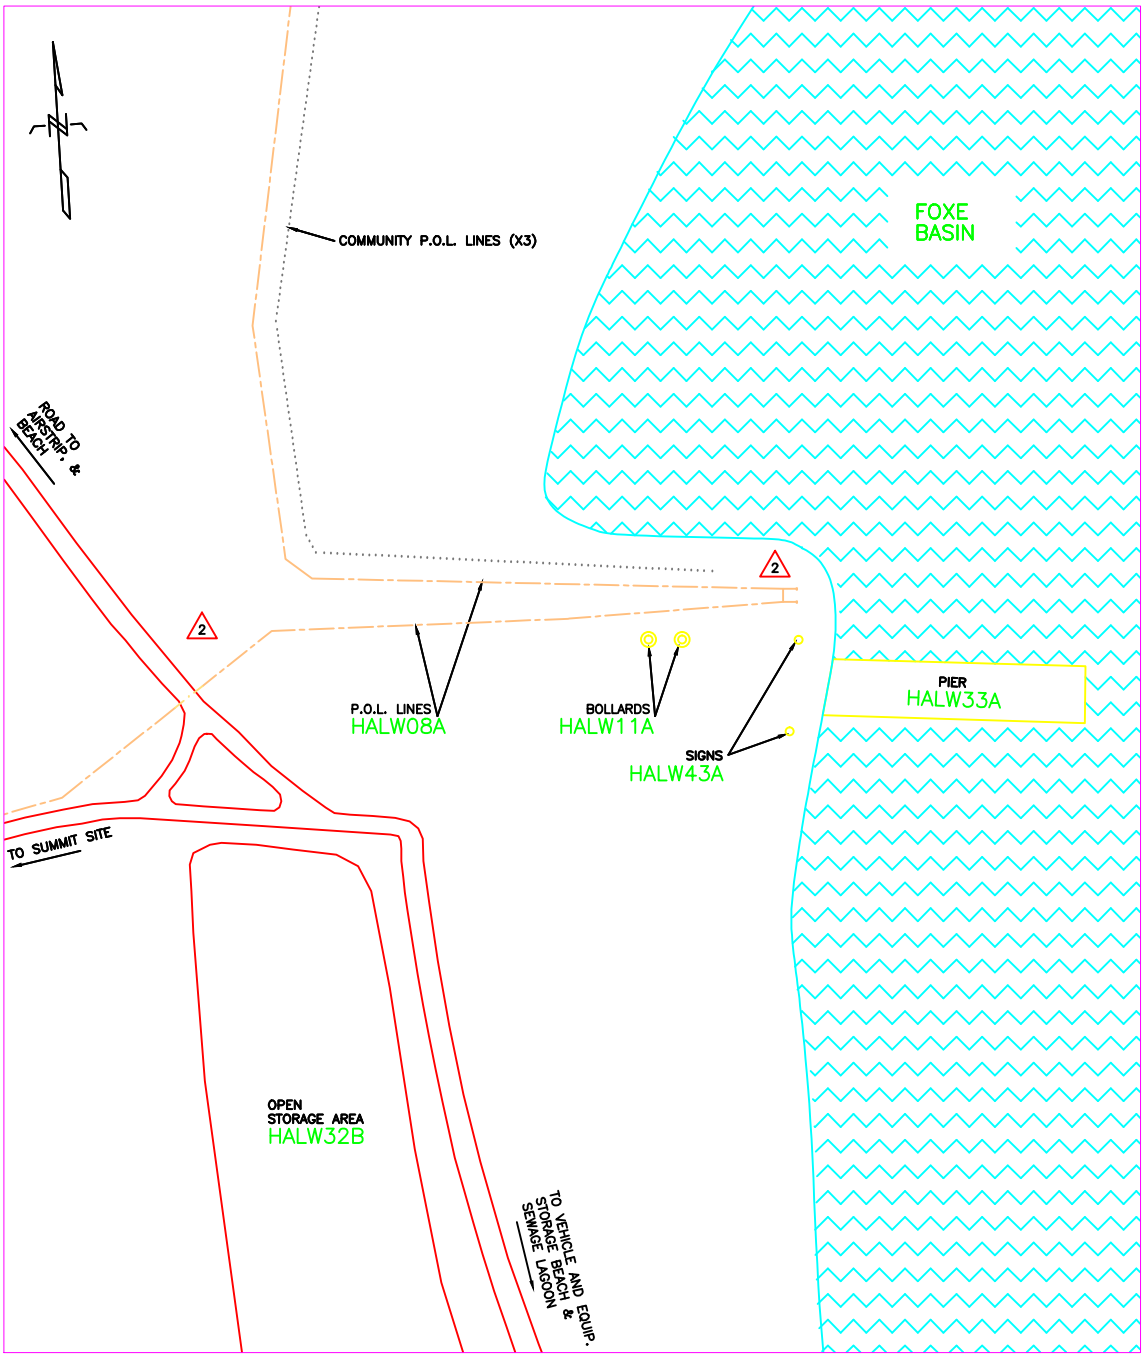 N
FOXE
BASIN
COMMUNITY P.O.L. LINES (X3)
ROAD TO
AIRSTRIP, &
BEACH
2
2
P.O.L. LINES
HALW08A
BOLLARDS
HALW11A
SIGNS
HALW43A
PIER
HALW33A
TO SUMMIT SITE
OPEN
STORAGE AREA
HALW32B
TO VEHICLE AND EQUIP.
STORAGE BEACH &
SEWAGE LAGOON